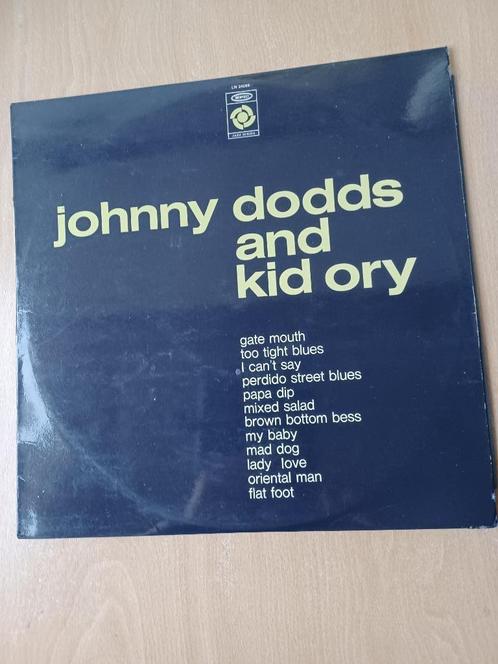 EPIC
johnny dodds
and
kid ory
gate mouth
too tight blues
I can't say
perdido street blues
papa dip
mixed salad
brown bottom bess
my baby
mad dog
lady love
oriental man
flat foot